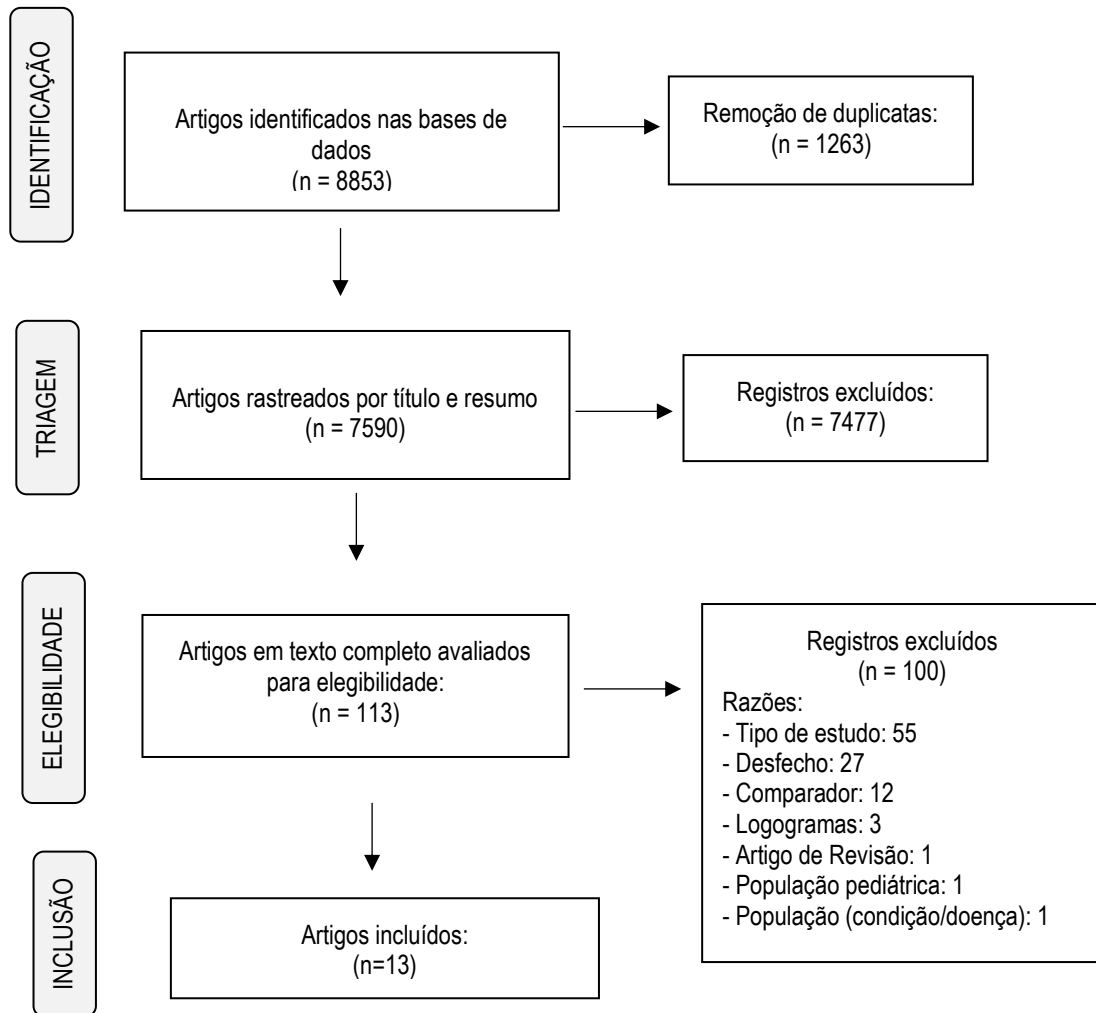 IDENTIFICAÇÃO
Artigos identificados nas bases de
dados
(n = 8853)
Remoção de duplicatas:
(n = 1263)
TRIAGEM
Artigos rastreados por título e resumo
(n = 7590)
Registros excluídos:
(n = 7477)
ELEGIBILIDADE
Artigos em texto completo avaliados
para elegibilidade:
(n = 113)
Registros excluídos
(n = 100)
Razões:
- Tipo de estudo: 55
- Desfecho: 27
- Comparador: 12
- Logogramas: 3
- Artigo de Revisão: 1
- População pediátrica: 1
- População (condição/doença): 1
INCLUSÃO
Artigos incluídos:
(n=13)